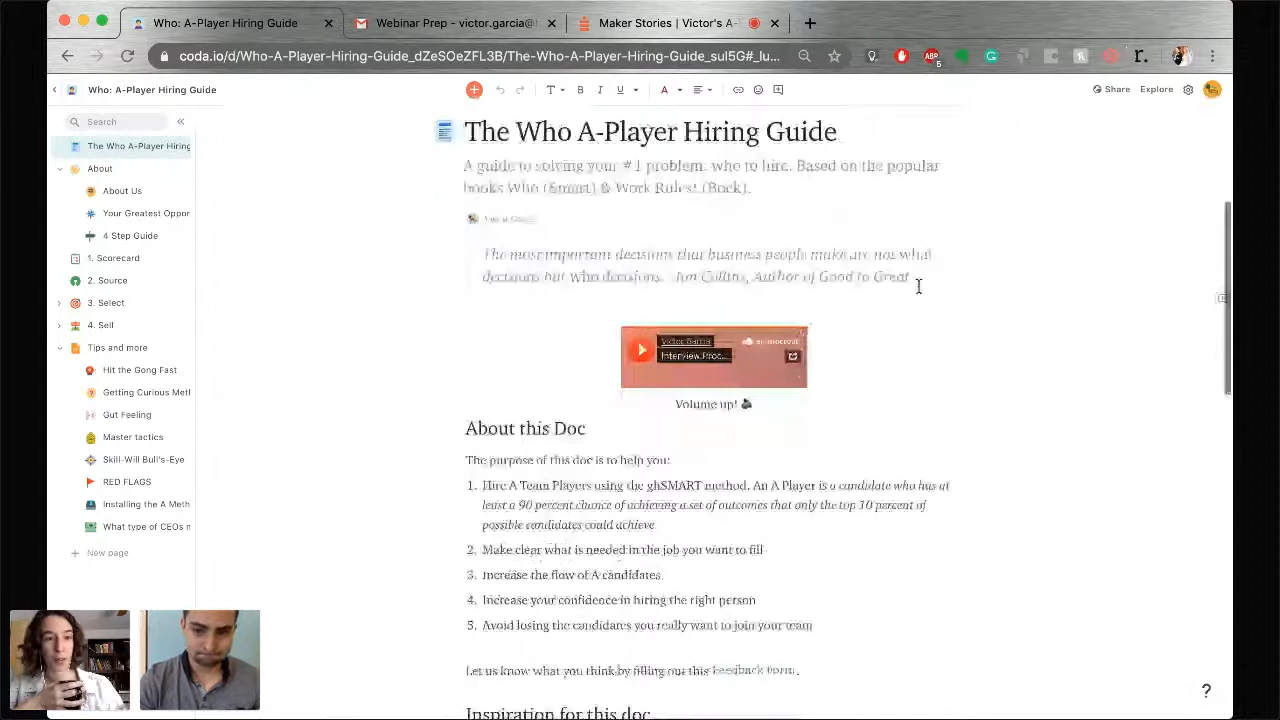 Who: A-Player Hiring Guide
Webinar Prep - victor.garcia@t
Maker Stories | Victor's A-
coda.io/d/Who-A-Player-Hiring-Guide_dZeSOeZFL3B/The-Who-A-Player-Hiring-Guide_sul5G#_lu...
ABP
5
r.
Who: A-Player Hiring Guide
Share
Explore
Search
The Who A-Player Hiring
About
About Us
Your Greatest Oppor
4 Step Guide
1. Scorecard
2. Source
3. Select
4. Sell
Tips and more
Hit the Gong Fast
Getting Curious Met
Gut Feeling
Master tactics
Skill-Will Bull's-Eye
RED FLAGS
Installing the A Meth
What type of CEOs m
New page
The Who A-Player Hiring Guide
A guide to solving your #1 problem: who to hire. Based on the popular
books Who (Smart) & Work Rules! (Bock).
The most important decisions that business people make are not what
decisions but who decisions. Jim Collins, Author of Good to Great
Victor Garcia
SOUNDCLOUD
Interview Proc...
Volume up!
About this Doc
The purpose of this doc is to help you:
1. Hire A Team Players using the ghSMART method. An A Player is a candidate who has at
least a 90 percent chance of achieving a set of outcomes that only the top 10 percent of
possible candidates could achieve
2. Make clear what is needed in the job you want to fill
3. Increase the flow of A candidates
4. Increase your confidence in hiring the right person
5. Avoid losing the candidates you really want to join your team
Let us know what you think by filling out this feedback form.
Inspiration for this doc
?